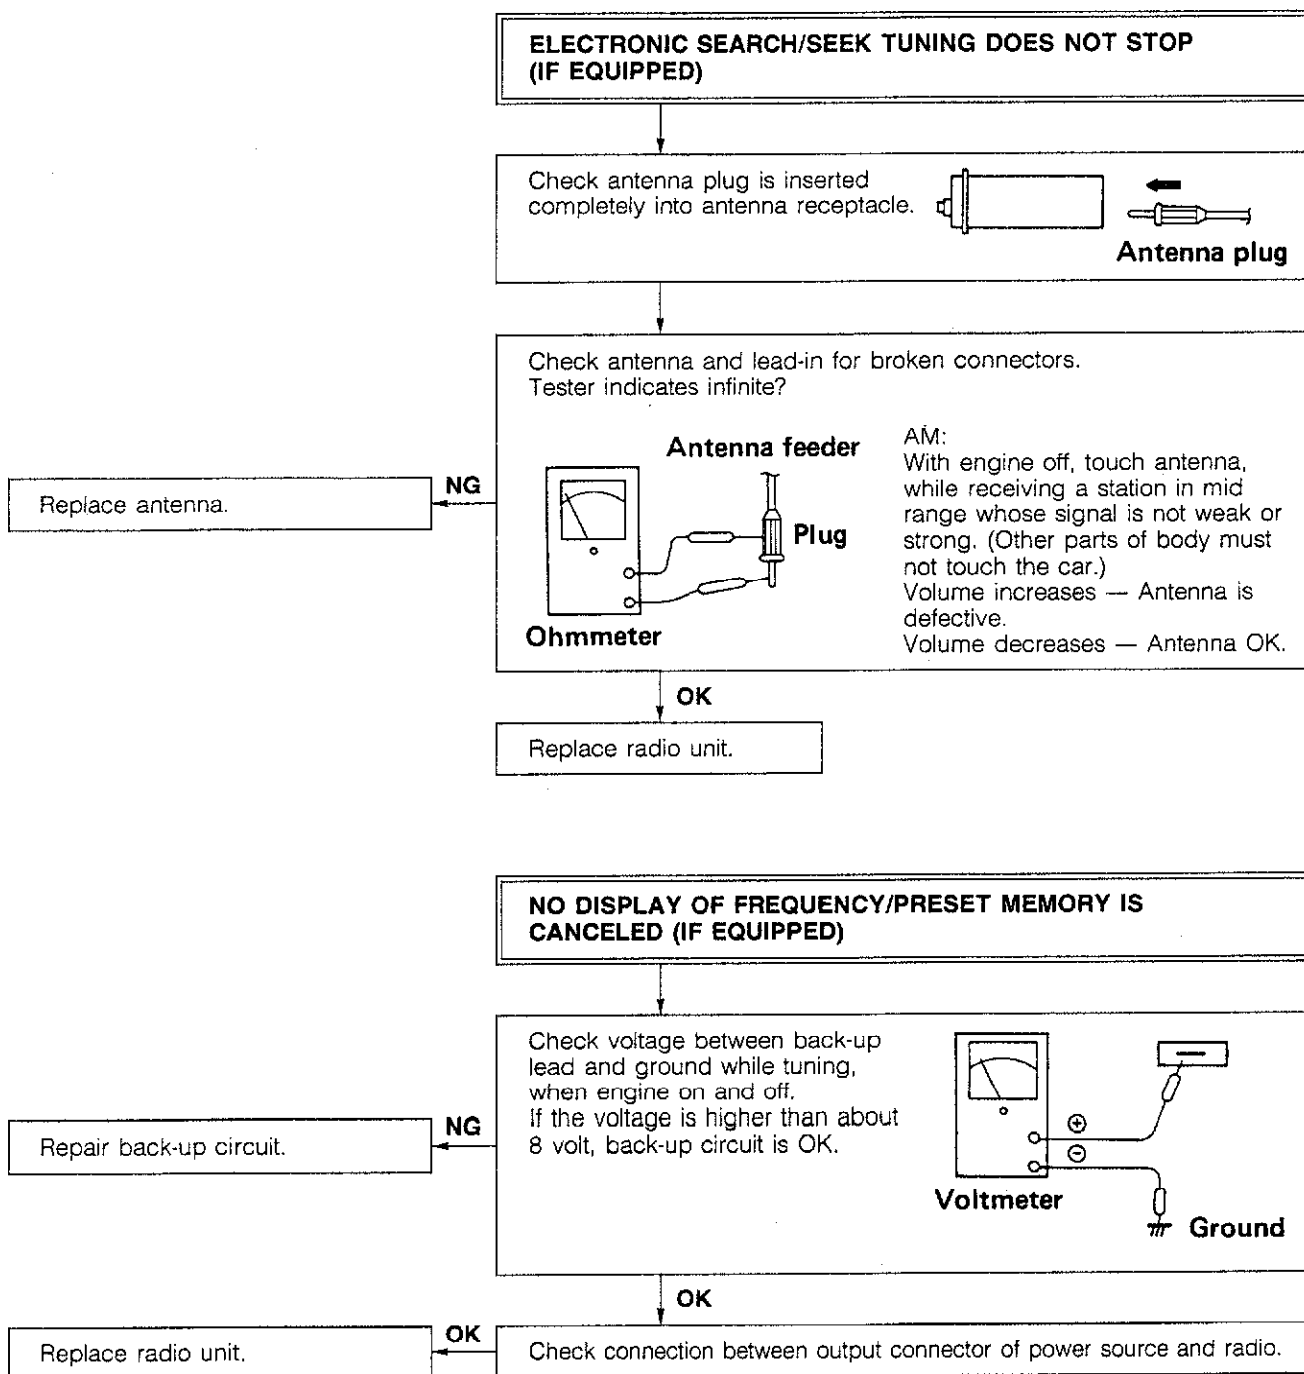 ELECTRONIC SEARCH/SEEK TUNING DOES NOT STOP
(IF EQUIPPED)
Check antenna plug is inserted
completely into antenna receptacle.
Antenna plug
Check antenna and lead-in for broken connectors.
Tester indicates infinite?
Antenna feeder
Plug
Ohmmeter
AM:
With engine off, touch antenna,
while receiving a station in mid
range whose signal is not weak or
strong. (Other parts of body must
not touch the car.)
Volume increases — Antenna is
defective.
Volume decreases — Antenna OK.
NG
Replace antenna.
OK
Replace radio unit.
NO DISPLAY OF FREQUENCY/PRESET MEMORY IS
CANCELED (IF EQUIPPED)
Check voltage between back-up
lead and ground while tuning,
when engine on and off.
If the voltage is higher than about
8 volt, back-up circuit is OK.
⊕
⊖
Voltmeter
Ground
NG
Repair back-up circuit.
OK
Check connection between output connector of power source and radio.
OK
Replace radio unit.